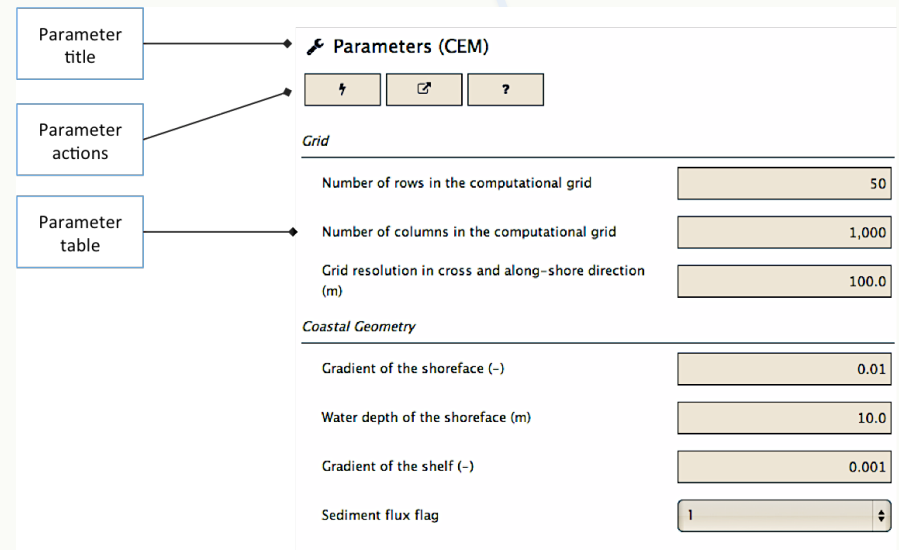 Parameter
title
Parameters (CEM)
?
Parameter
actions
Grid
Number of rows in the computational grid 50
Parameter
table
Number of columns in the computational grid 1,000
Grid resolution in cross and along-shore direction
(m) 100.0
Coastal Geometry
Gradient of the shoreface (-) 0.01
Water depth of the shoreface (m) 10.0
Gradient of the shelf (-) 0.001
Sediment flux flag 1